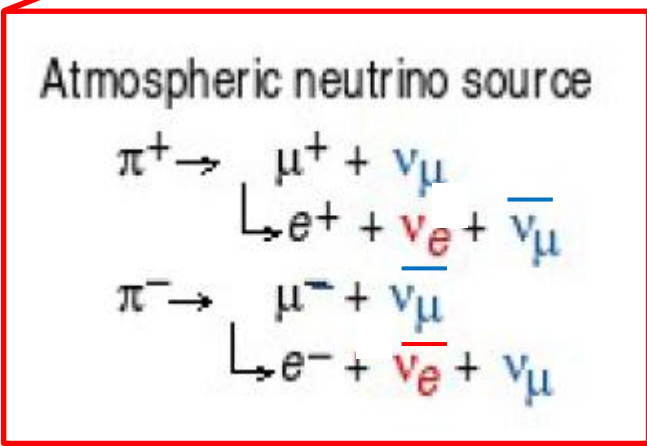 Atmospheric neutrino source
π⁺→ μ⁺ + ν_μ
↳e⁺ + ν_e + ν̅_μ
π⁻→ μ⁻ + ν̅_μ
↳e⁻ + ν̅_e + ν_μ